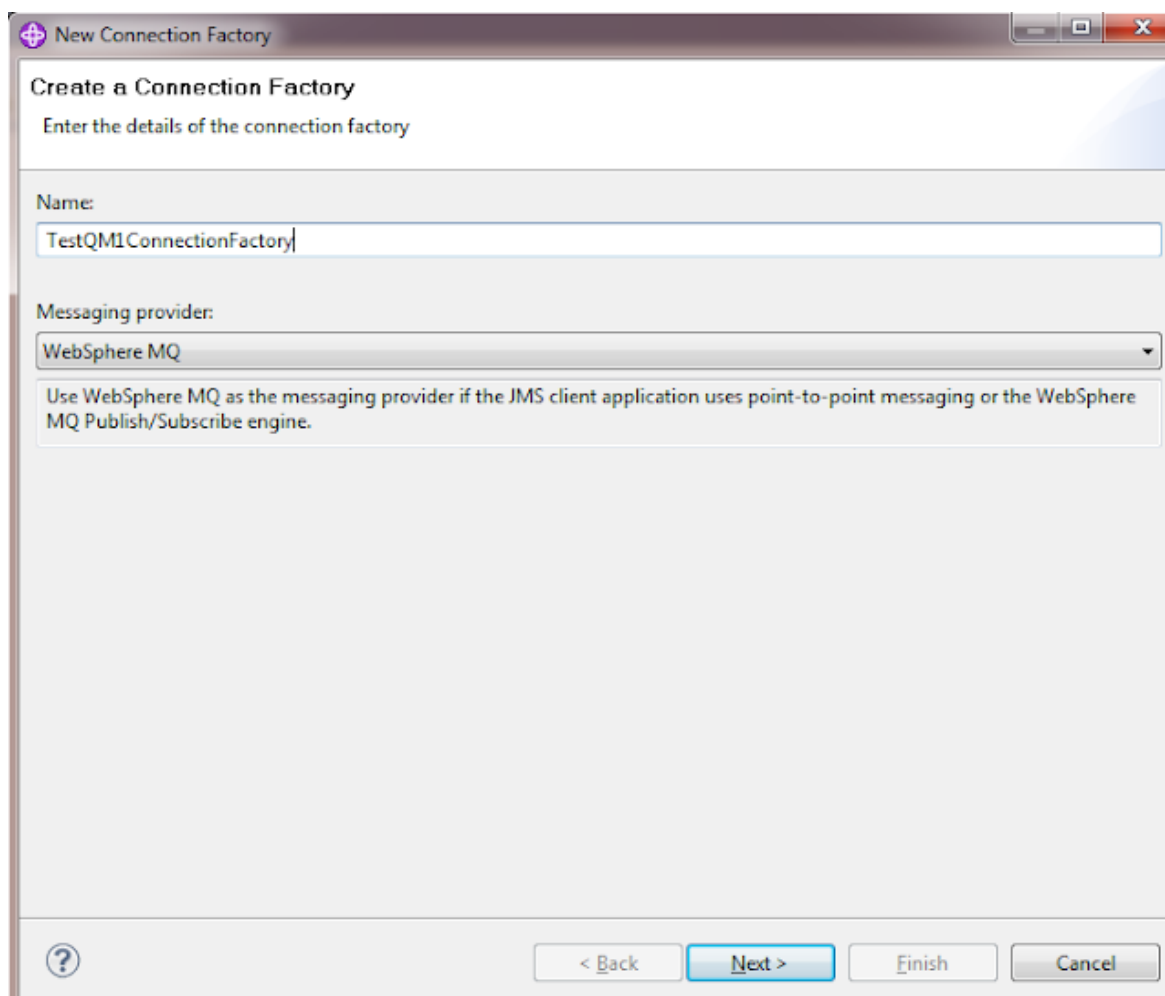 New Connection Factory
Create a Connection Factory
Enter the details of the connection factory
Name:
TestQM1ConnectionFactory
Messaging provider:
WebSphere MQ
Use WebSphere MQ as the messaging provider if the JMS client application uses point-to-point messaging or the WebSphere
MQ Publish/Subscribe engine.
?
< Back
Next >
Finish
Cancel